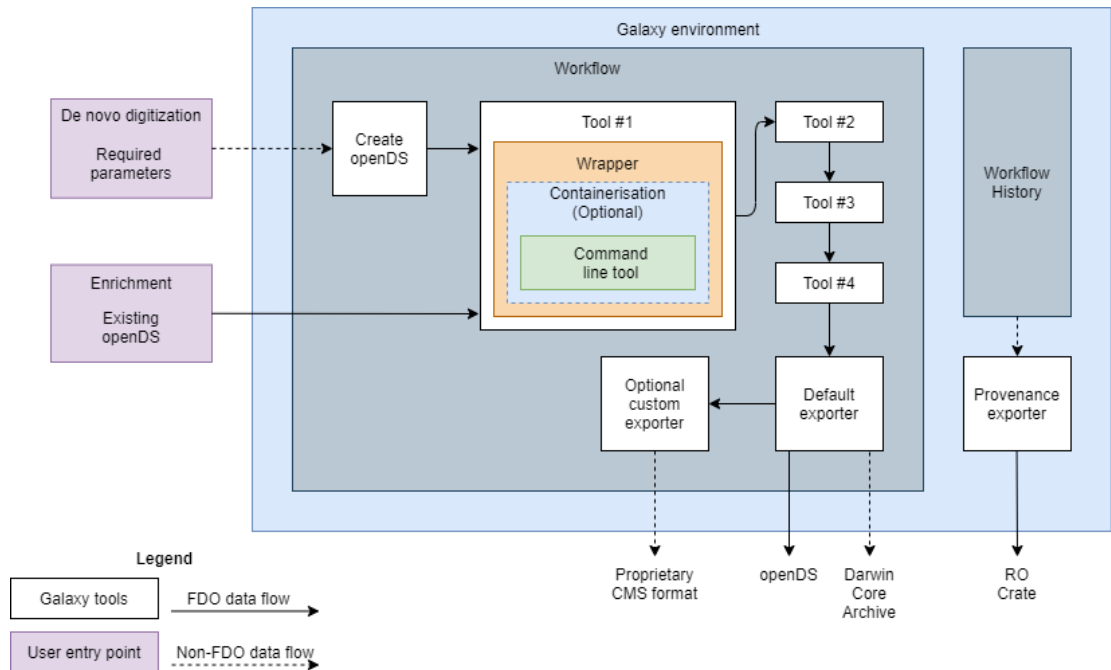 Galaxy environment
Workflow
De novo digitization
Required
parameters
Create
openDS
Tool #1
Wrapper
Containerisation
(Optional)
Command
line tool
Tool #2
Tool #3
Tool #4
Workflow
History
Enrichment
Existing
openDS
Optional
custom
exporter
Default
exporter
Provenance
exporter
Proprietary
CMS format
openDS
Darwin
Core
Archive
RO
Crate
Legend
Galaxy tools
FDO data flow
User entry point
Non-FDO data flow